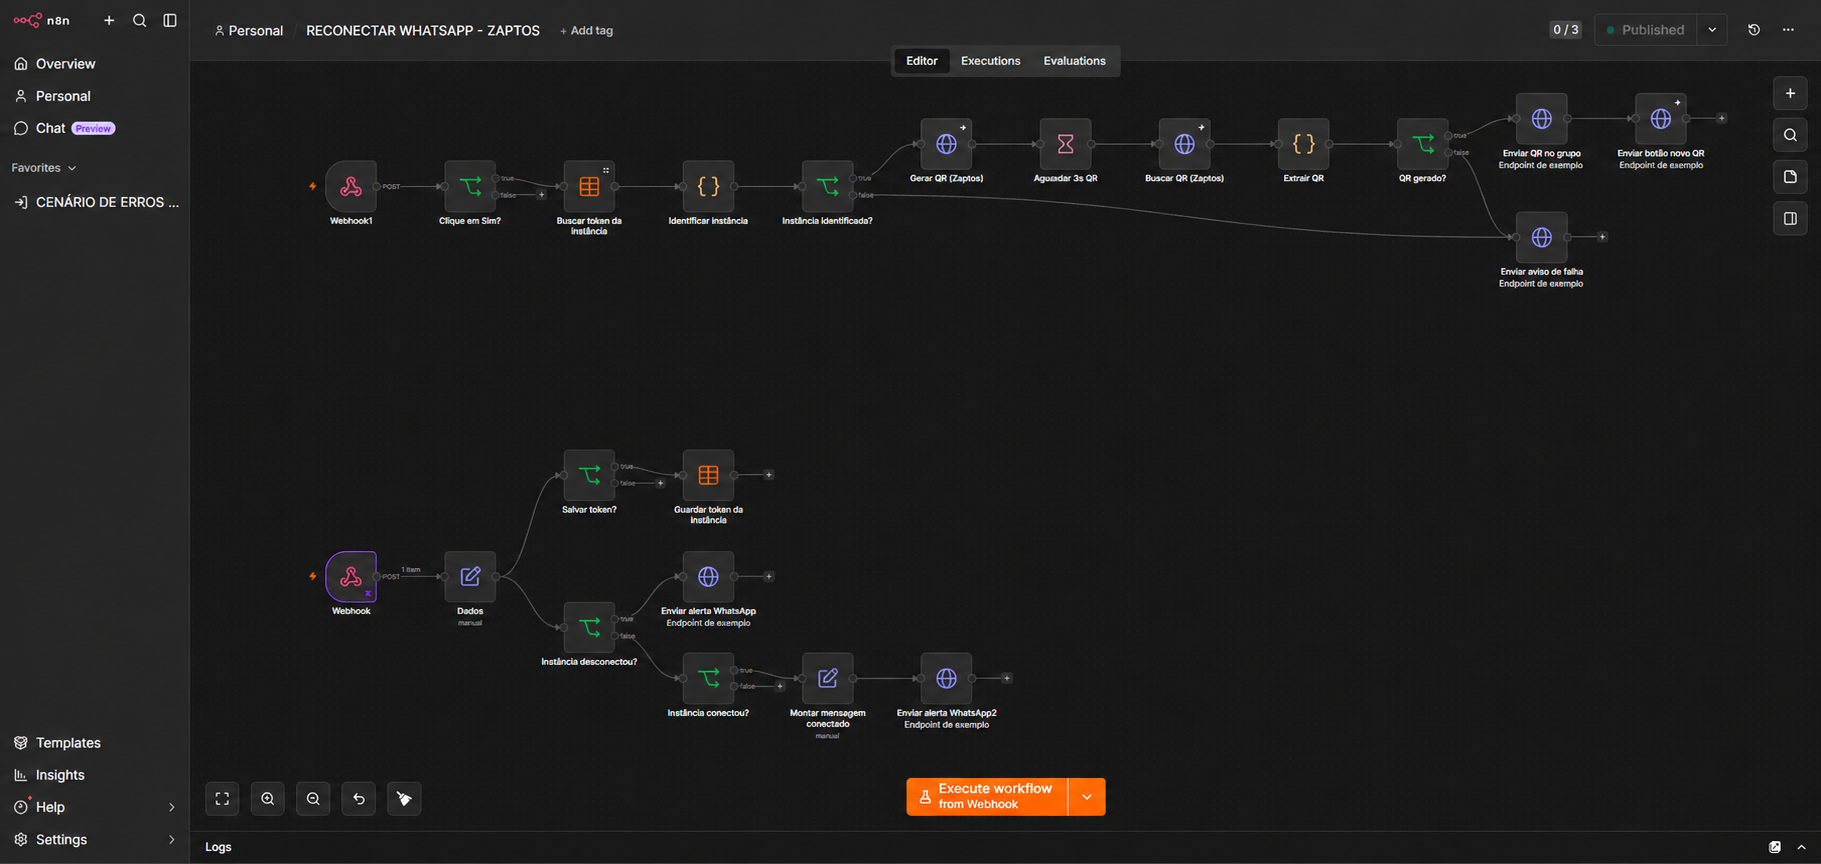 n8n
Overview
Personal
Chat Preview
Favorites
CENÁRIO DE ERROS ...
Templates
Insights
Help
Settings
Personal / RECONECTAR WHATSAPP - ZAPTOS + Add tag
0 / 3
Published
Editor
Executions
Evaluations
Webhook1
POST
Clique em Sim?
true
false
Buscar token da
instância
Identificar instância
Instância identificada?
true
false
Gerar QR (Zaptos)
Aguardar 3s QR
Buscar QR (Zaptos)
Extrair QR
QR gerado?
true
false
Enviar QR no grupo
Endpoint de exemplo
Enviar botão novo QR
Endpoint de exemplo
Enviar aviso de falha
Endpoint de exemplo
Salvar token?
true
false
Guardar token da
instância
Webhook
POST
1 item
Dados
manual
Instância desconectou?
true
false
Enviar alerta WhatsApp
Endpoint de exemplo
Instância conectou?
true
false
Montar mensagem
conectado
manual
Enviar alerta WhatsApp2
Endpoint de exemplo
Execute workflow
from Webhook
Logs